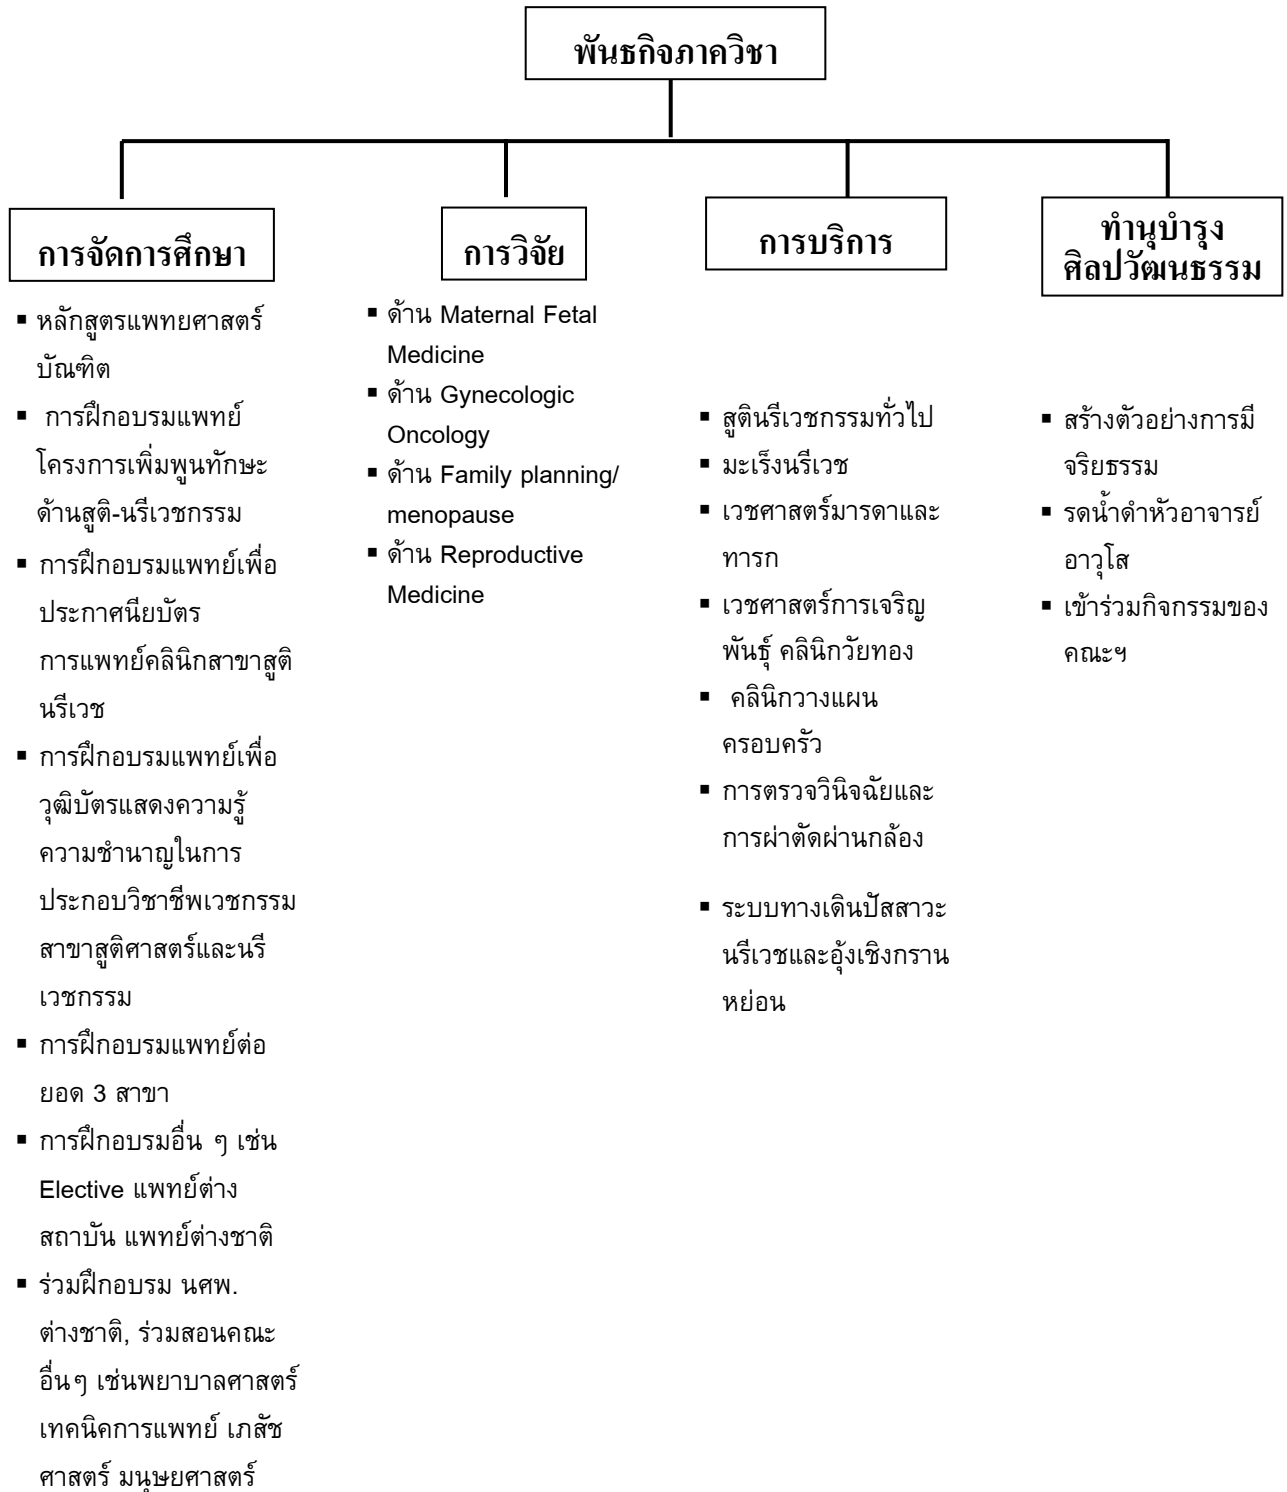 พันธกิจภาควิชา
การจัดการศึกษา
▪ หลักสูตรแพทยศาสตร์
บัณฑิต
▪ การฝึกอบรมแพทย์
โครงการเพิ่มพูนทักษะ
ด้านสูติ-นรีเวชกรรม
▪ การฝึกอบรมแพทย์เพื่อ
ประกาศนียบัตร
การแพทย์คลินิกสาขาสูติ
นรีเวช
▪ การฝึกอบรมแพทย์เพื่อ
วุฒิบัตรแสดงความรู้
ความชำนาญในการ
ประกอบวิชาชีพเวชกรรม
สาขาสูติศาสตร์และนรี
เวชกรรม
▪ การฝึกอบรมแพทย์ต่อ
ยอด 3 สาขา
▪ การฝึกอบรมอื่น ๆ เช่น
Elective แพทย์ต่าง
สถาบัน แพทย์ต่างชาติ
▪ ร่วมฝึกอบรม นศพ.
ต่างชาติ, ร่วมสอนคณะ
อื่นๆ เช่นพยาบาลศาสตร์
เทคนิคการแพทย์ เภสัช
ศาสตร์ มนุษยศาสตร์
การวิจัย
▪ ด้าน Maternal Fetal
Medicine
▪ ด้าน Gynecologic
Oncology
▪ ด้าน Family planning/
menopause
▪ ด้าน Reproductive
Medicine
การบริการ
▪ สูตินรีเวชกรรมทั่วไป
▪ มะเร็งนรีเวช
▪ เวชศาสตร์มารดาและ
ทารก
▪ เวชศาสตร์การเจริญ
พันธุ์ คลินิกวัยทอง
▪ คลินิกวางแผน
ครอบครัว
▪ การตรวจวินิจฉัยและ
การผ่าตัดผ่านกล้อง
▪ ระบบทางเดินปัสสาวะ
นรีเวชและอุ้งเชิงกราน
หย่อน
ทำนุบำรุง
ศิลปวัฒนธรรม
▪ สร้างตัวอย่างการมี
จริยธรรม
▪ รดน้ำดำหัวอาจารย์
อาวุโส
▪ เข้าร่วมกิจกรรมของ
คณะฯ